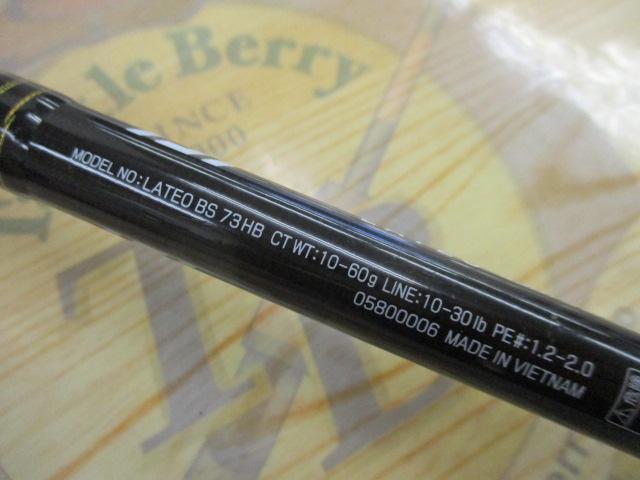 le Berry
INCE
MODEL NO:LATEO BS 73HB CT WT:10-60g LINE:10-30lb PE#:1.2-2.0
05800006 MADE IN VIETNAM